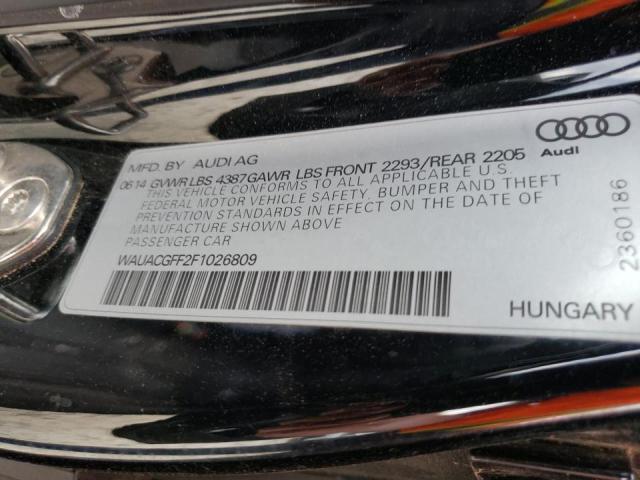 MFD. BY AUDI AG
0614 GVWR LBS 4387 GAWR LBS FRONT 2293/REAR 2205
THIS VEHICLE CONFORMS TO ALL APPLICABLE U.S.
FEDERAL MOTOR VEHICLE SAFETY, BUMPER AND THEFT
PREVENTION STANDARDS IN EFFECT ON THE DATE OF
MANUFACTURE SHOWN ABOVE
PASSENGER CAR
WAUACGFF2F1026809
Audi
2360186
HUNGARY